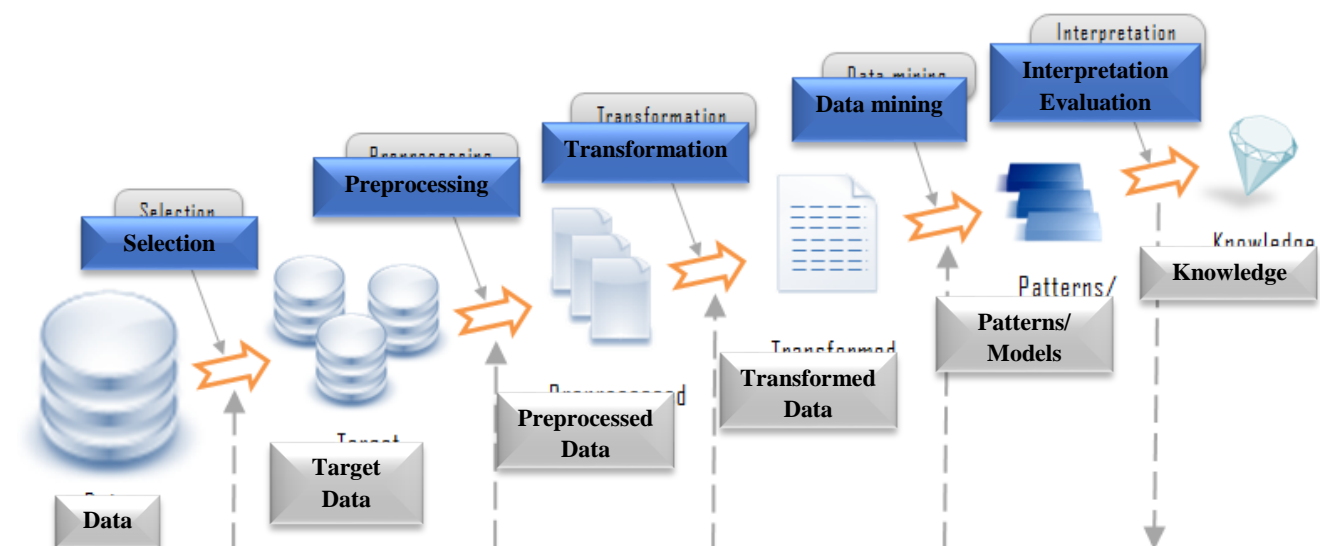 Interpretation
Interpretation
Evaluation
Data mining
Data mining
Transformation
Transformation
Preprocessing
Preprocessing
Selection
Selection
Knowledge
Knowledge
Patterns/
Patterns/
Models
Transformed
Transformed
Data
Preprocessed
Preprocessed
Data
Target
Target
Data
Data